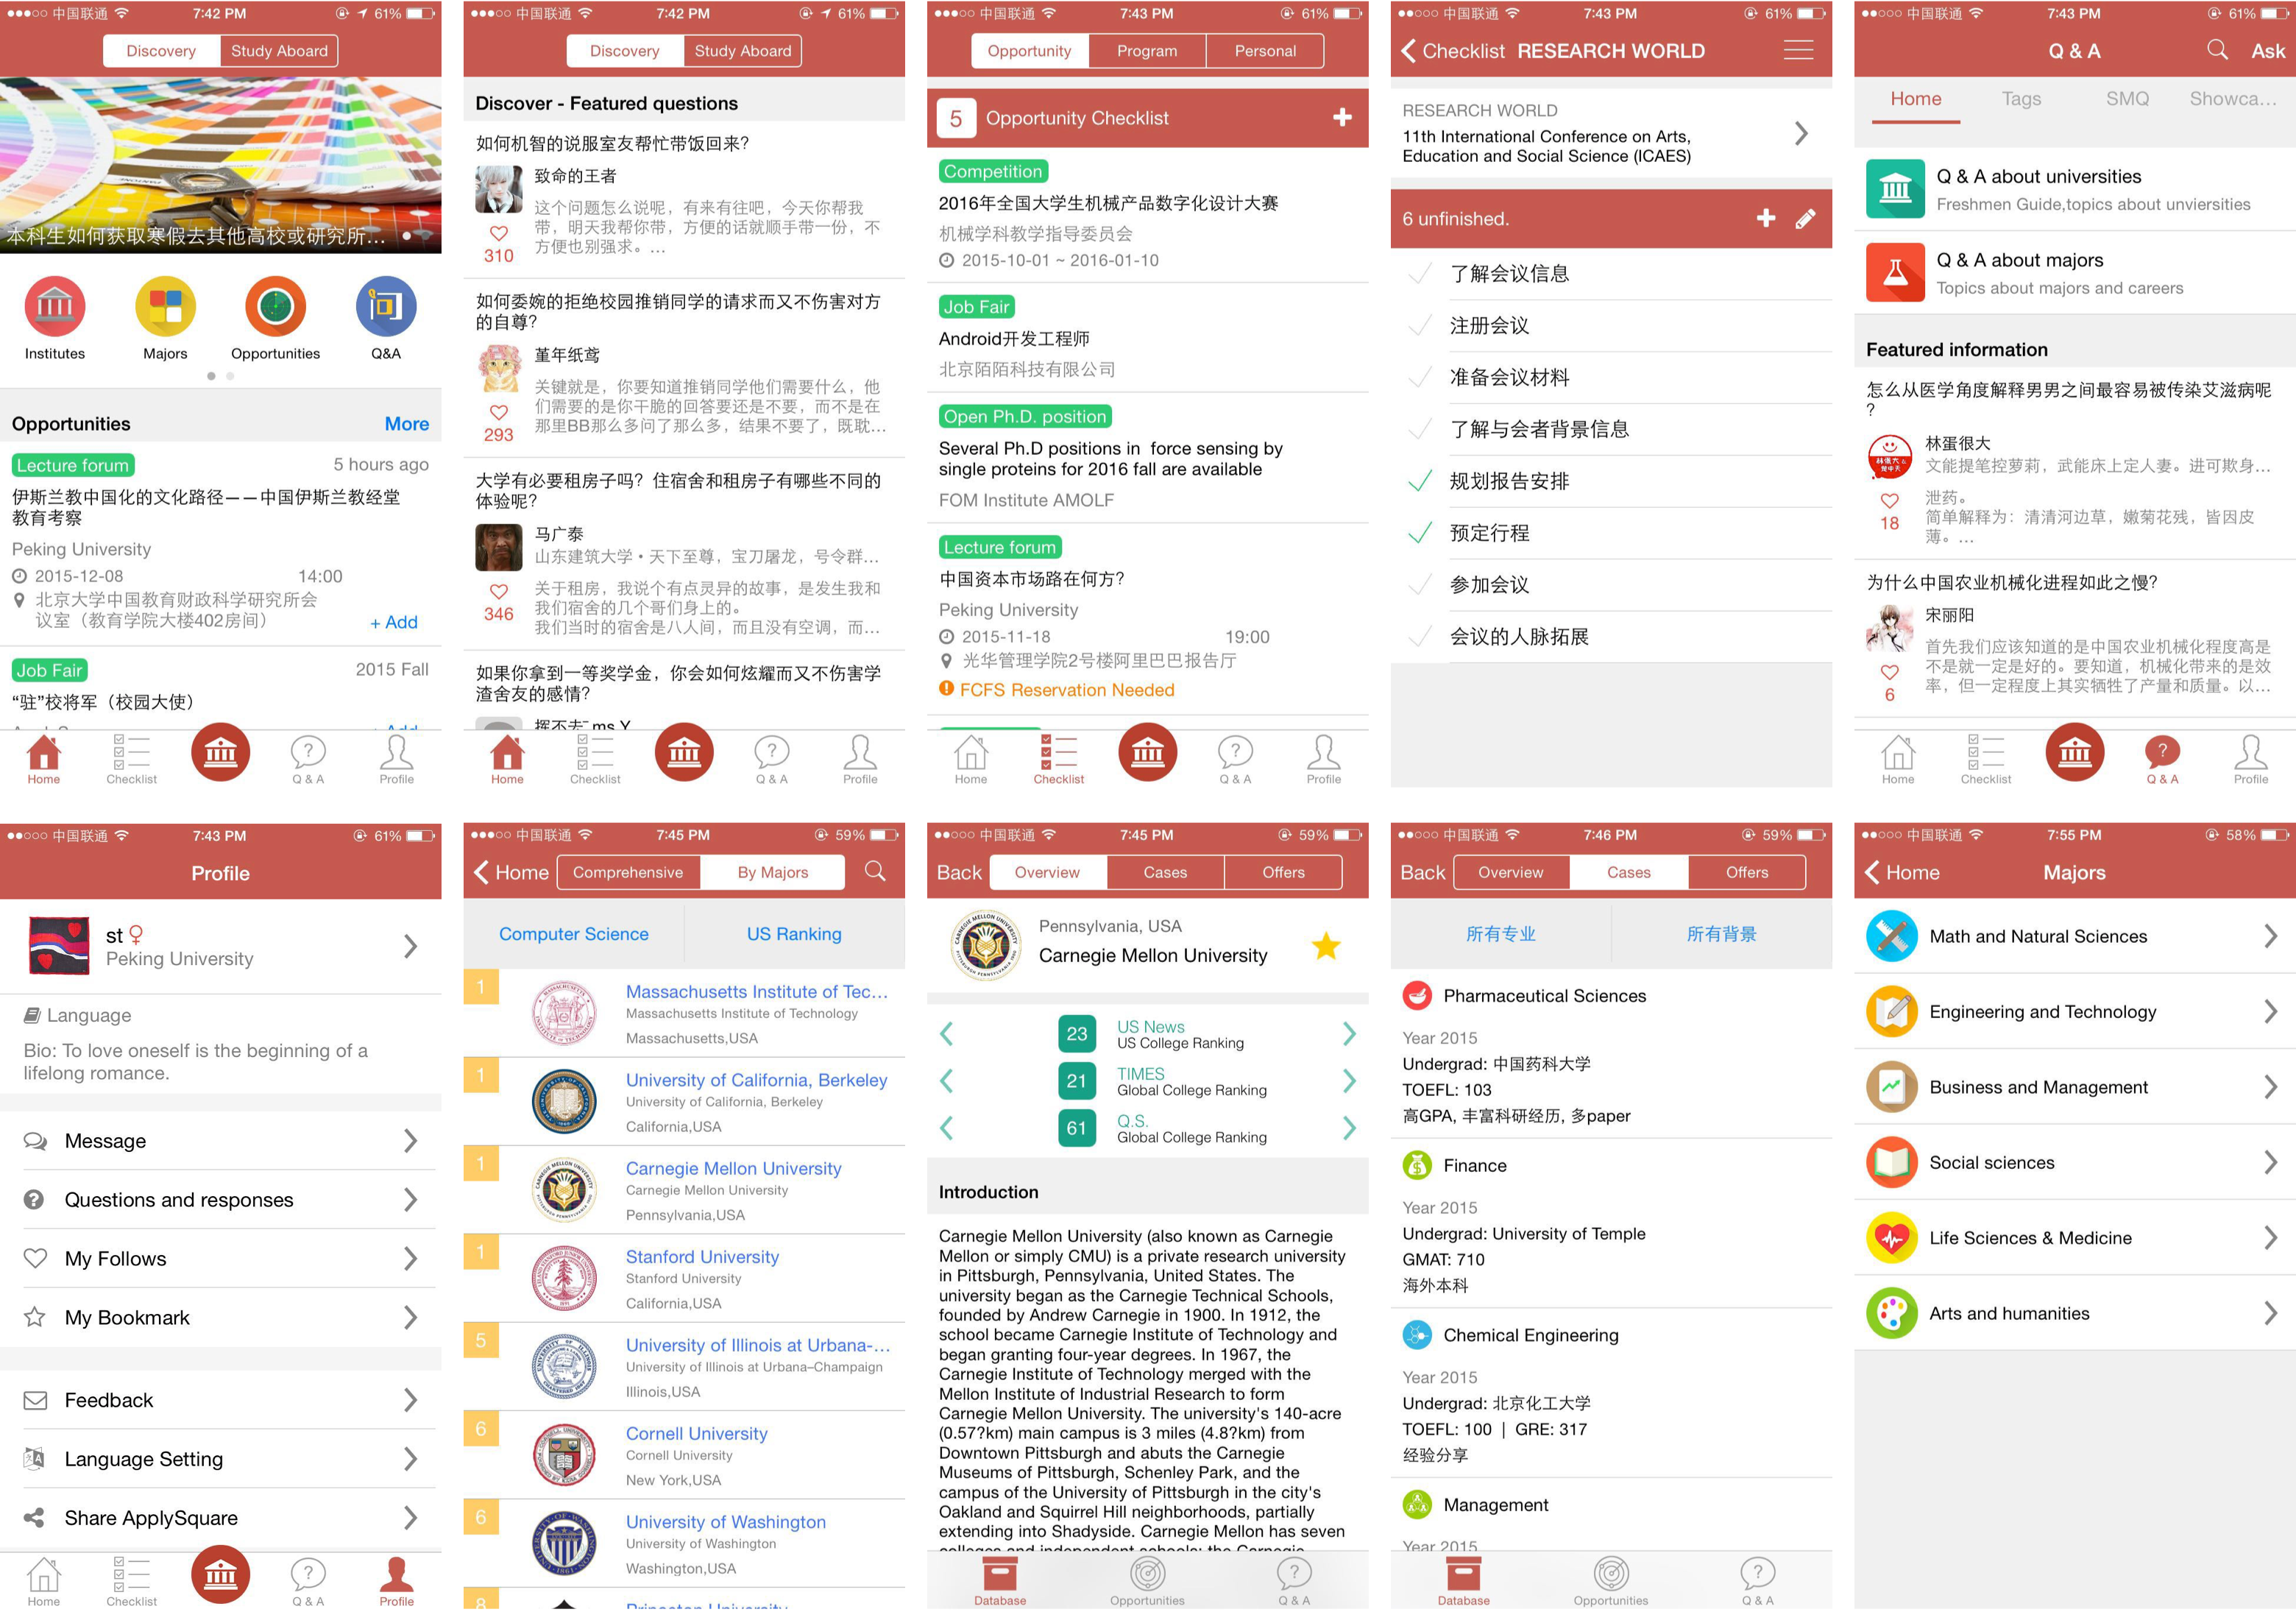 中国联通 7:42 PM 61%
Discovery Study Aboard
本科生如何获取寒假去其他高校或研究所…
Institutes Majors Opportunities Q&A
Opportunities More
Lecture forum 5 hours ago
伊斯兰教中国化的文化路径——中国伊斯兰教经堂
教育考察
Peking University
2015-12-08 14:00
北京大学中国教育财政科学研究所会
议室（教育学院大楼402房间）
+ Add
Job Fair 2015 Fall
“驻”校将军（校园大使）
Home Checklist Q & A Profile
中国联通 7:42 PM 61%
Discovery Study Aboard
Discover - Featured questions
如何机智的说服室友帮忙带饭回来？
致命的王者
这个问题怎么说呢，有来有往吧，今天你帮我
带，明天我帮你带，方便的话就顺手带一份，不
方便也别强求。…
310
如何委婉的拒绝校园推销同学的请求而又不伤害对方
的自尊？
堇年纸鸢
关键就是，你要知道推销同学他们需要什么，他
们需要的是你干脆的回答要还是不要，而不是在
那里BB那么多问了那么多，结果不要了，既耽…
293
大学有必要租房子吗？住宿舍和租房子有哪些不同的
体验呢？
马广泰
山东建筑大学・天下至尊，宝刀屠龙，号令群…
关于租房，我说个有点灵异的故事，是发生我和
我们宿舍的几个哥们身上的。
我们当时的宿舍是八人间，而且没有空调，而…
346
如果你拿到一等奖学金，你会如何炫耀而又不伤害学
渣舍友的感情？
Home Checklist Q & A Profile
中国联通 7:43 PM 61%
Opportunity Program Personal
5 Opportunity Checklist
Competition
2016年全国大学生机械产品数字化设计大赛
机械学科教学指导委员会
2015-10-01 ~ 2016-01-10
Job Fair
Android开发工程师
北京陌陌科技有限公司
Open Ph.D. position
Several Ph.D positions in force sensing by
single proteins for 2016 fall are available
FOM Institute AMOLF
Lecture forum
中国资本市场路在何方？
Peking University
2015-11-18 19:00
光华管理学院2号楼阿里巴巴报告厅
FCFS Reservation Needed
Home Checklist Q & A Profile
中国联通 7:43 PM 61%
Checklist RESEARCH WORLD
RESEARCH WORLD
11th International Conference on Arts,
Education and Social Science (ICAES)
6 unfinished.
了解会议信息
注册会议
准备会议材料
了解与会者背景信息
规划报告安排
预定行程
参加会议
会议的人脉拓展
中国联通 7:43 PM 61%
Q & A Ask
Home Tags SMQ Showca...
Q & A about universities
Freshmen Guide,topics about unviersities
Q & A about majors
Topics about majors and careers
Featured information
怎么从医学角度解释男男之间最容易被传染艾滋病呢
？
林蛋很大
文能提笔控萝莉，武能床上定人妻。进可欺身…
泄药。
简单解释为：清清河边草，嫩菊花残，皆因皮
薄。…
18
为什么中国农业机械化进程如此之慢？
宋丽阳
首先我们应该知道的是中国农业机械化程度高是
不是就一定是好的。要知道，机械化带来的是效
率，但一定程度上其实牺牲了产量和质量。以…
6
Home Checklist Q & A Profile
中国联通 7:43 PM 61%
Profile
st
Peking University
Language
Bio: To love oneself is the beginning of a
lifelong romance.
Message
Questions and responses
My Follows
My Bookmark
Feedback
Language Setting
Share ApplySquare
Home Checklist Q & A Profile
中国联通 7:45 PM 59%
Home Comprehensive By Majors
Computer Science US Ranking
1 Massachusetts Institute of Tec...
Massachusetts Institute of Technology
Massachusetts,USA
1 University of California, Berkeley
University of California, Berkeley
California,USA
1 Carnegie Mellon University
Carnegie Mellon University
Pennsylvania,USA
1 Stanford University
Stanford University
California,USA
5 University of Illinois at Urbana-...
University of Illinois at Urbana–Champaign
Illinois,USA
6 Cornell University
Cornell University
New York,USA
6 University of Washington
University of Washington
Washington,USA
8 Princeton University
中国联通 7:45 PM 59%
Back Overview Cases Offers
Pennsylvania, USA
Carnegie Mellon University
23 US News
US College Ranking
21 TIMES
Global College Ranking
61 Q.S.
Global College Ranking
Introduction
Carnegie Mellon University (also known as Carnegie
Mellon or simply CMU) is a private research university
in Pittsburgh, Pennsylvania, United States. The
university began as the Carnegie Technical Schools,
founded by Andrew Carnegie in 1900. In 1912, the
school became Carnegie Institute of Technology and
began granting four-year degrees. In 1967, the
Carnegie Institute of Technology merged with the
Mellon Institute of Industrial Research to form
Carnegie Mellon University. The university's 140-acre
(0.57?km) main campus is 3 miles (4.8?km) from
Downtown Pittsburgh and abuts the Carnegie
Museums of Pittsburgh, Schenley Park, and the
campus of the University of Pittsburgh in the city's
Oakland and Squirrel Hill neighborhoods, partially
extending into Shadyside. Carnegie Mellon has seven
colleges and independent schools: the Carnegie
Database Opportunities Q & A
中国联通 7:46 PM 59%
Back Overview Cases Offers
所有专业 所有背景
Pharmaceutical Sciences
Year 2015
Undergrad: 中国药科大学
TOEFL: 103
高GPA, 丰富科研经历, 多paper
Finance
Year 2015
Undergrad: University of Temple
GMAT: 710
海外本科
Chemical Engineering
Year 2015
Undergrad: 北京化工大学
TOEFL: 100 | GRE: 317
经验分享
Management
Year 2015
Database Opportunities Q & A
中国联通 7:55 PM 58%
Home Majors
Math and Natural Sciences
Engineering and Technology
Business and Management
Social sciences
Life Sciences & Medicine
Arts and humanities